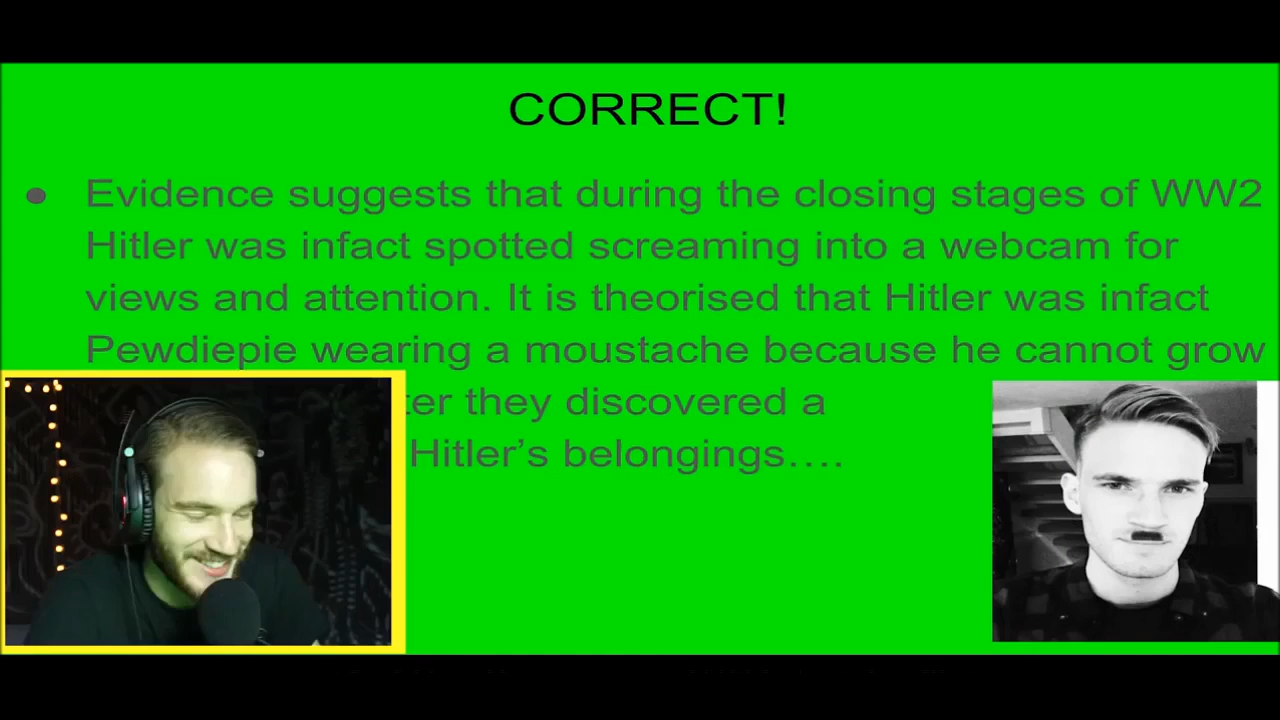 CORRECT!
● Evidence suggests that during the closing stages of WW2
Hitler was infact spotted screaming into a webcam for
views and attention. It is theorised that Hitler was infact
Pewdiepie wearing a moustache because he cannot grow
they discovered a
Hitler's belongings….